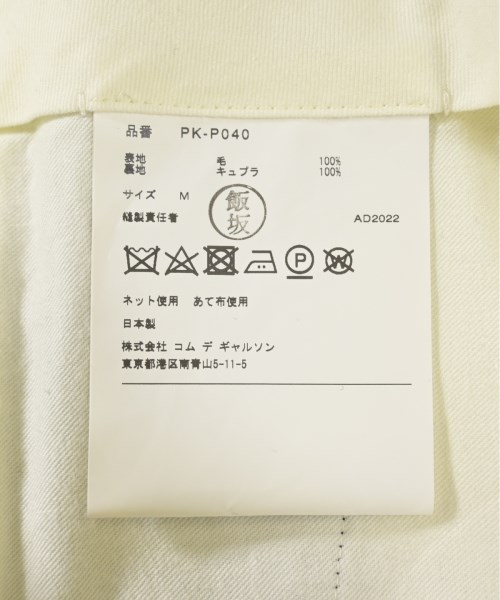 品番 PK-P040
表地 毛 100%
裏地 キュプラ 100%
サイズ M
飯坂
縫製責任者 AD2022
P
W
ネット使用 あて布使用
日本製
株式会社 コム デ ギャルソン
東京都港区南青山5-11-5